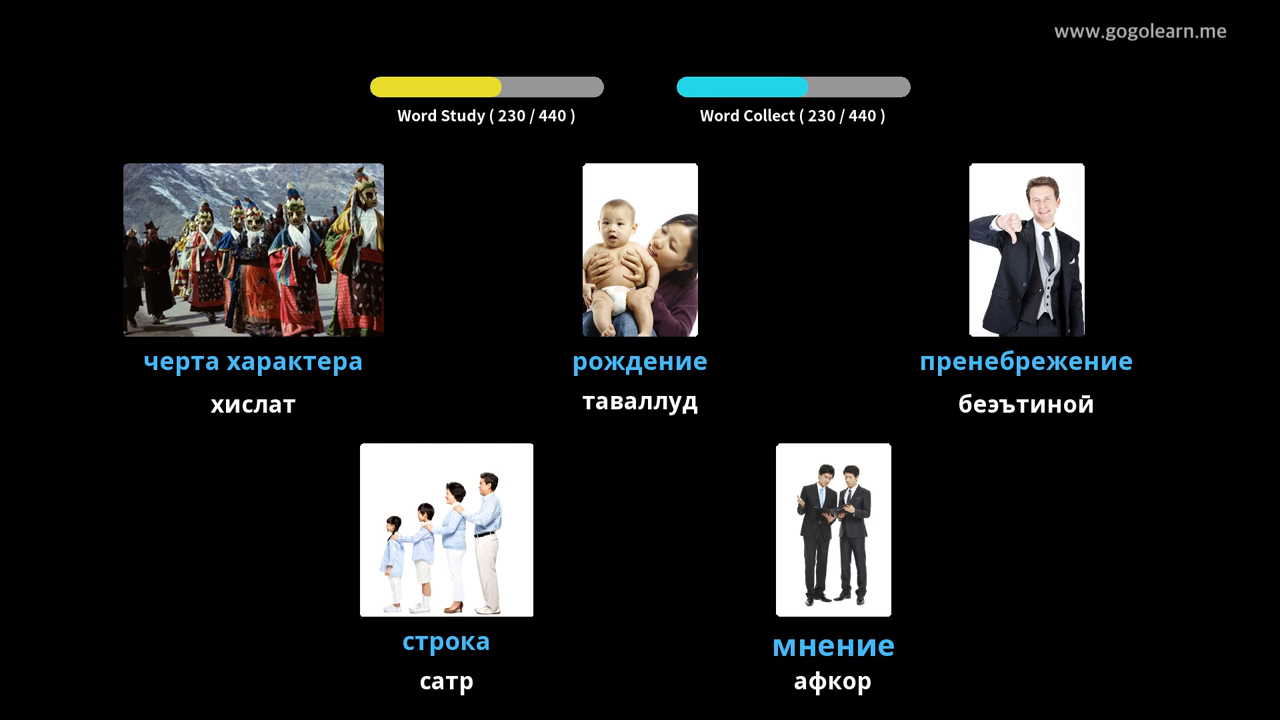 www.gogolearn.me
Word Study ( 230 / 440 )
Word Collect ( 230 / 440 )
черта характера
хислат
рождение
таваллуд
пренебрежение
беэътиной
строка
сатр
мнение
афкор